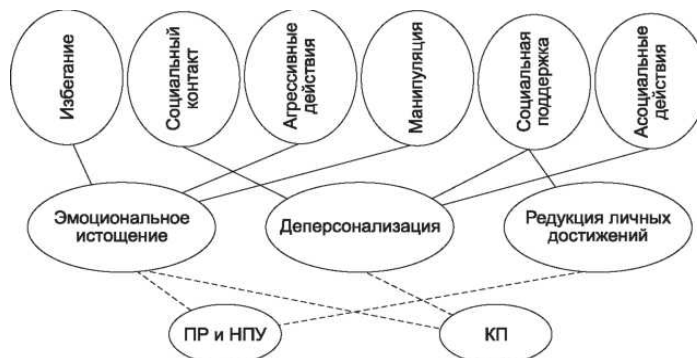 Избегание
Социальный
контакт
Агрессивные
действия
Манипуляция
Социальная
поддержка
Асоциальные
действия
Эмоциональное
истощение
Деперсонализация
Редукция личных
достижений
ПР и НПУ
КП